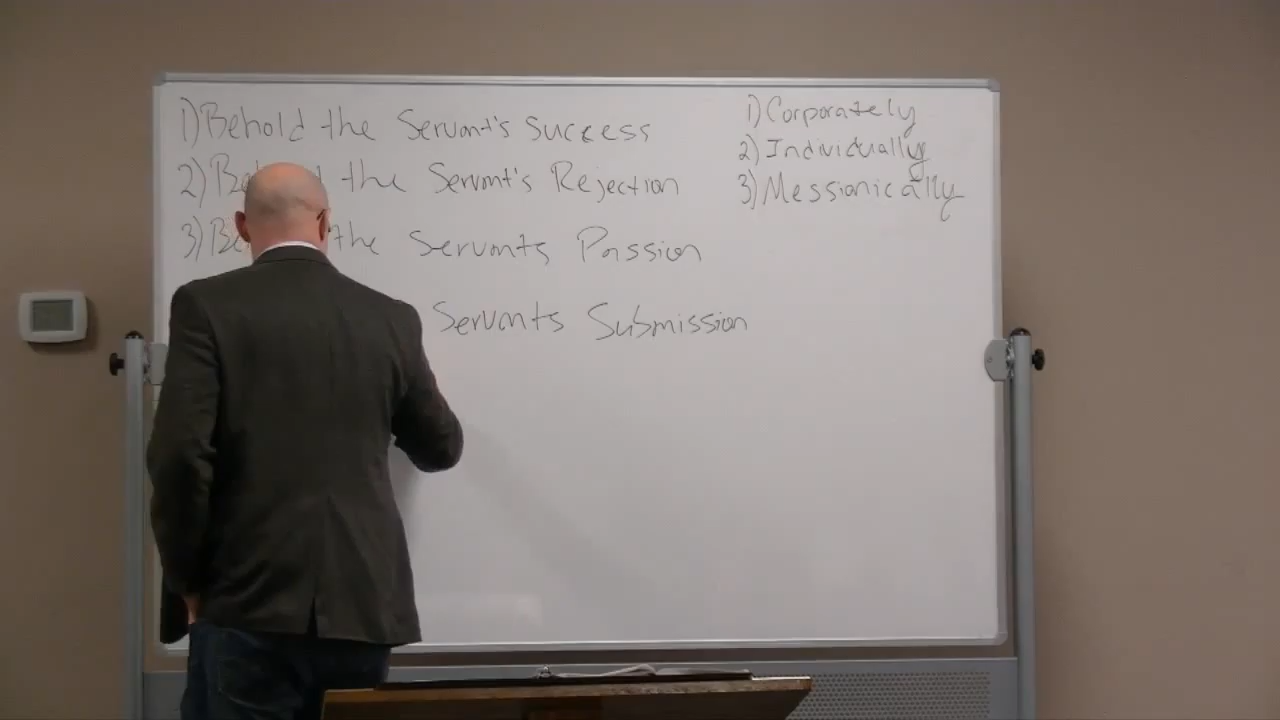 1) Behold the Servant's Success
2) the Servant's Rejection
3) the Servants Passion
Servants Submission
1) Corporately
2) Individually
3) Messionically